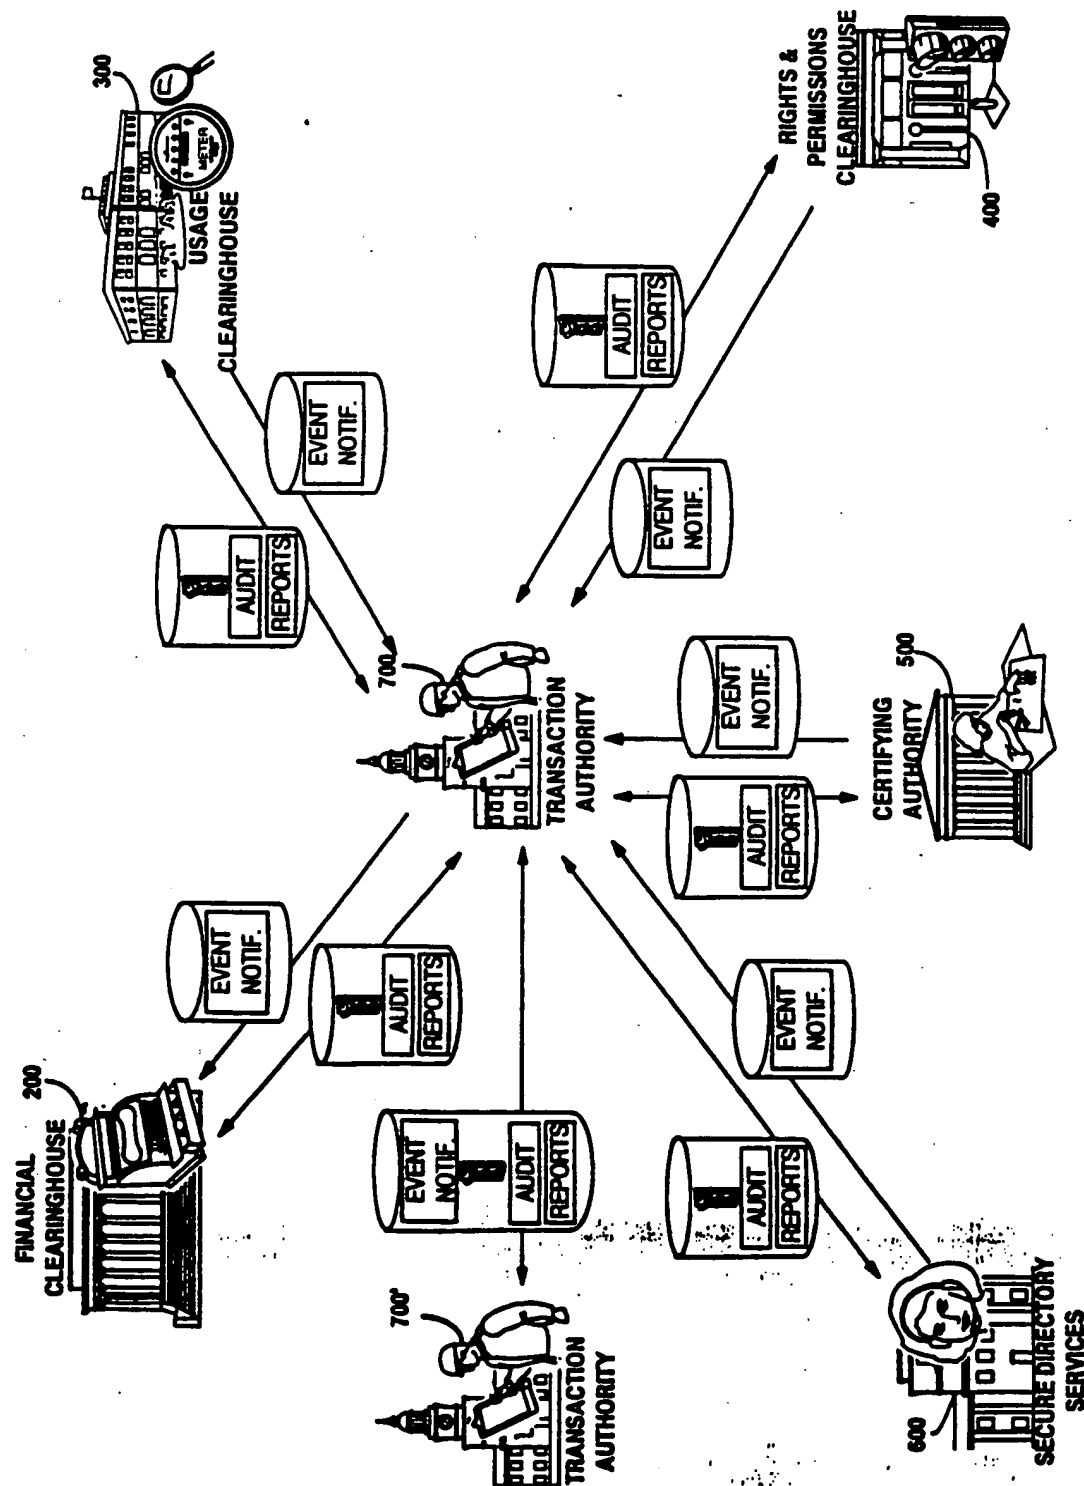 FINANCIAL
CLEARINGHOUSE
200
EVENT
NOTIF.
AUDIT
REPORTS
AUDIT
REPORTS
EVENT
NOTIF.
300
METER
USAGE
CLEARINGHOUSE
700'
TRANSACTION
AUTHORITY
EVENT
NOTIF.
AUDIT
REPORTS
700
TRANSACTION
AUTHORITY
AUDIT
REPORTS
EVENT
NOTIF.
RIGHTS &
PERMISSIONS
CLEARINGHOUSE
400
AUDIT
REPORTS
EVENT
NOTIF.
AUDIT
REPORTS
EVENT
NOTIF.
600
SECURE DIRECTORY
SERVICES
CERTIFYING
AUTHORITY
500